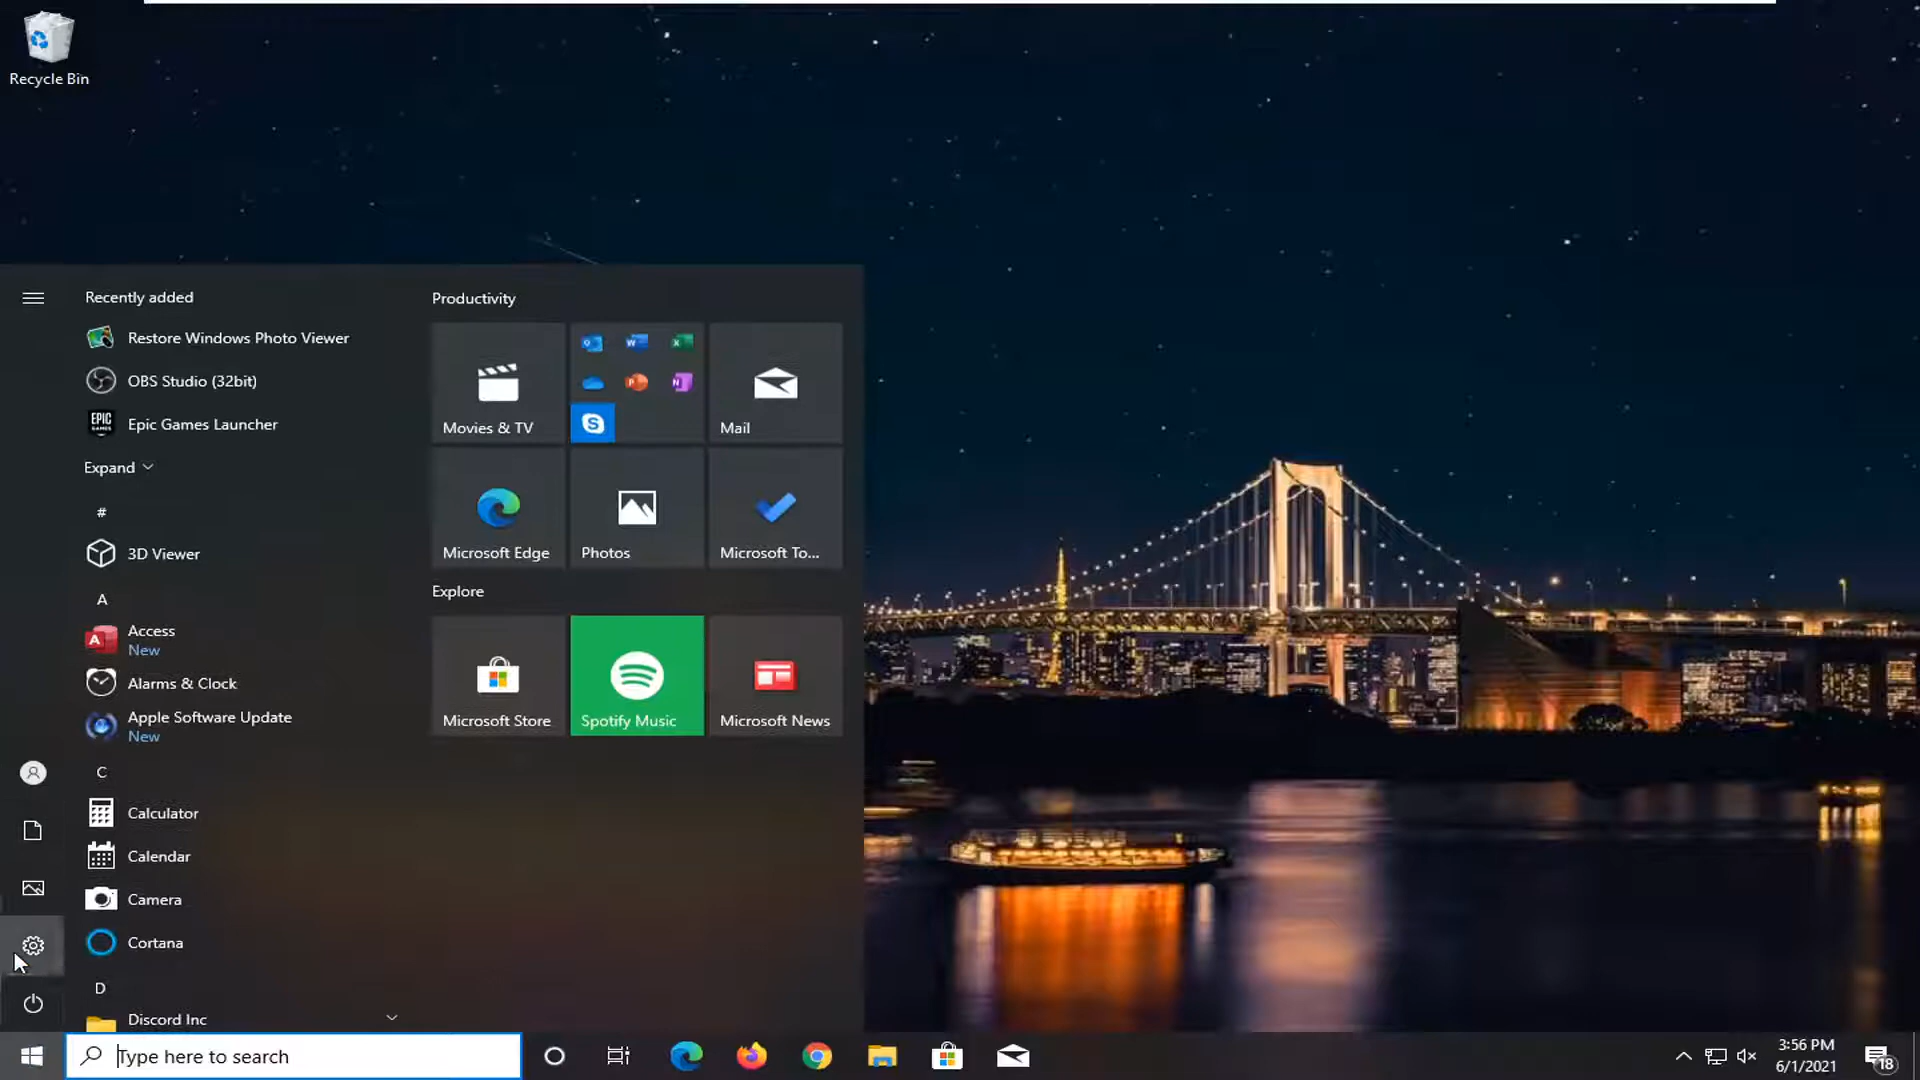 Recycle Bin
Recently added
Restore Windows Photo Viewer
OBS Studio (32bit)
EPIC GAMES
Epic Games Launcher
Expand
#
3D Viewer
A
A
Access
New
Alarms & Clock
Apple Software Update
New
C
Calculator
Calendar
Camera
Cortana
D
Discord Inc
Productivity
Movies & TV
Mail
Microsoft Edge
Photos
Microsoft To...
Explore
Microsoft Store
Spotify Music
Microsoft News
Type here to search
3:56 PM
6/1/2021
18